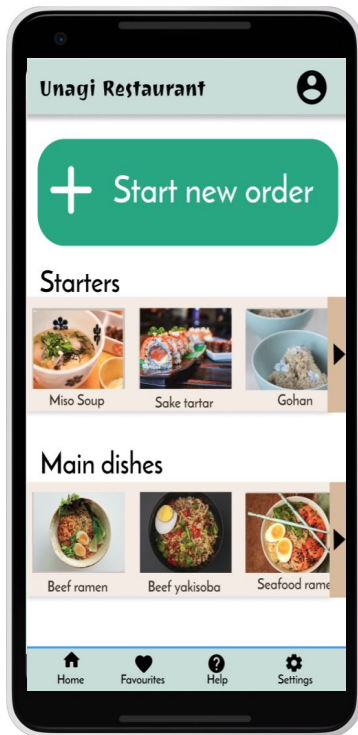 Unagi Restaurant
Start new order
Starters
Miso Soup Sake tartar Gohan
Main dishes
Beef ramen Beef yakisoba Seafood rame
Home Favourites Help Settings